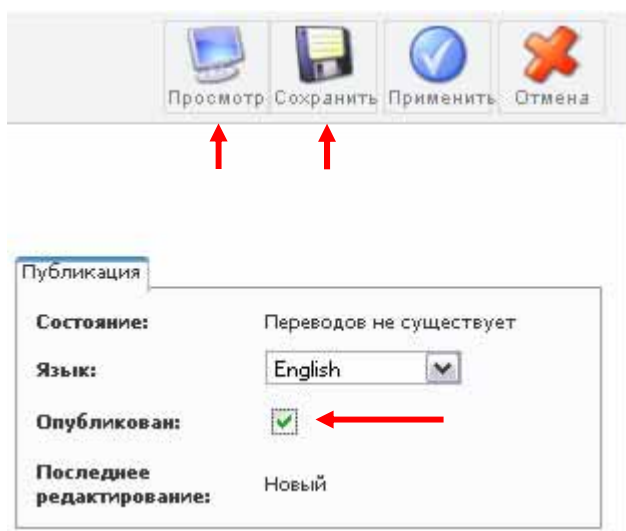 Просмотр Сохранить Применить Отмена
Публикация
Состояние: Переводов не существует
Язык: English
Опубликован:
Последнее
редактирование: Новый